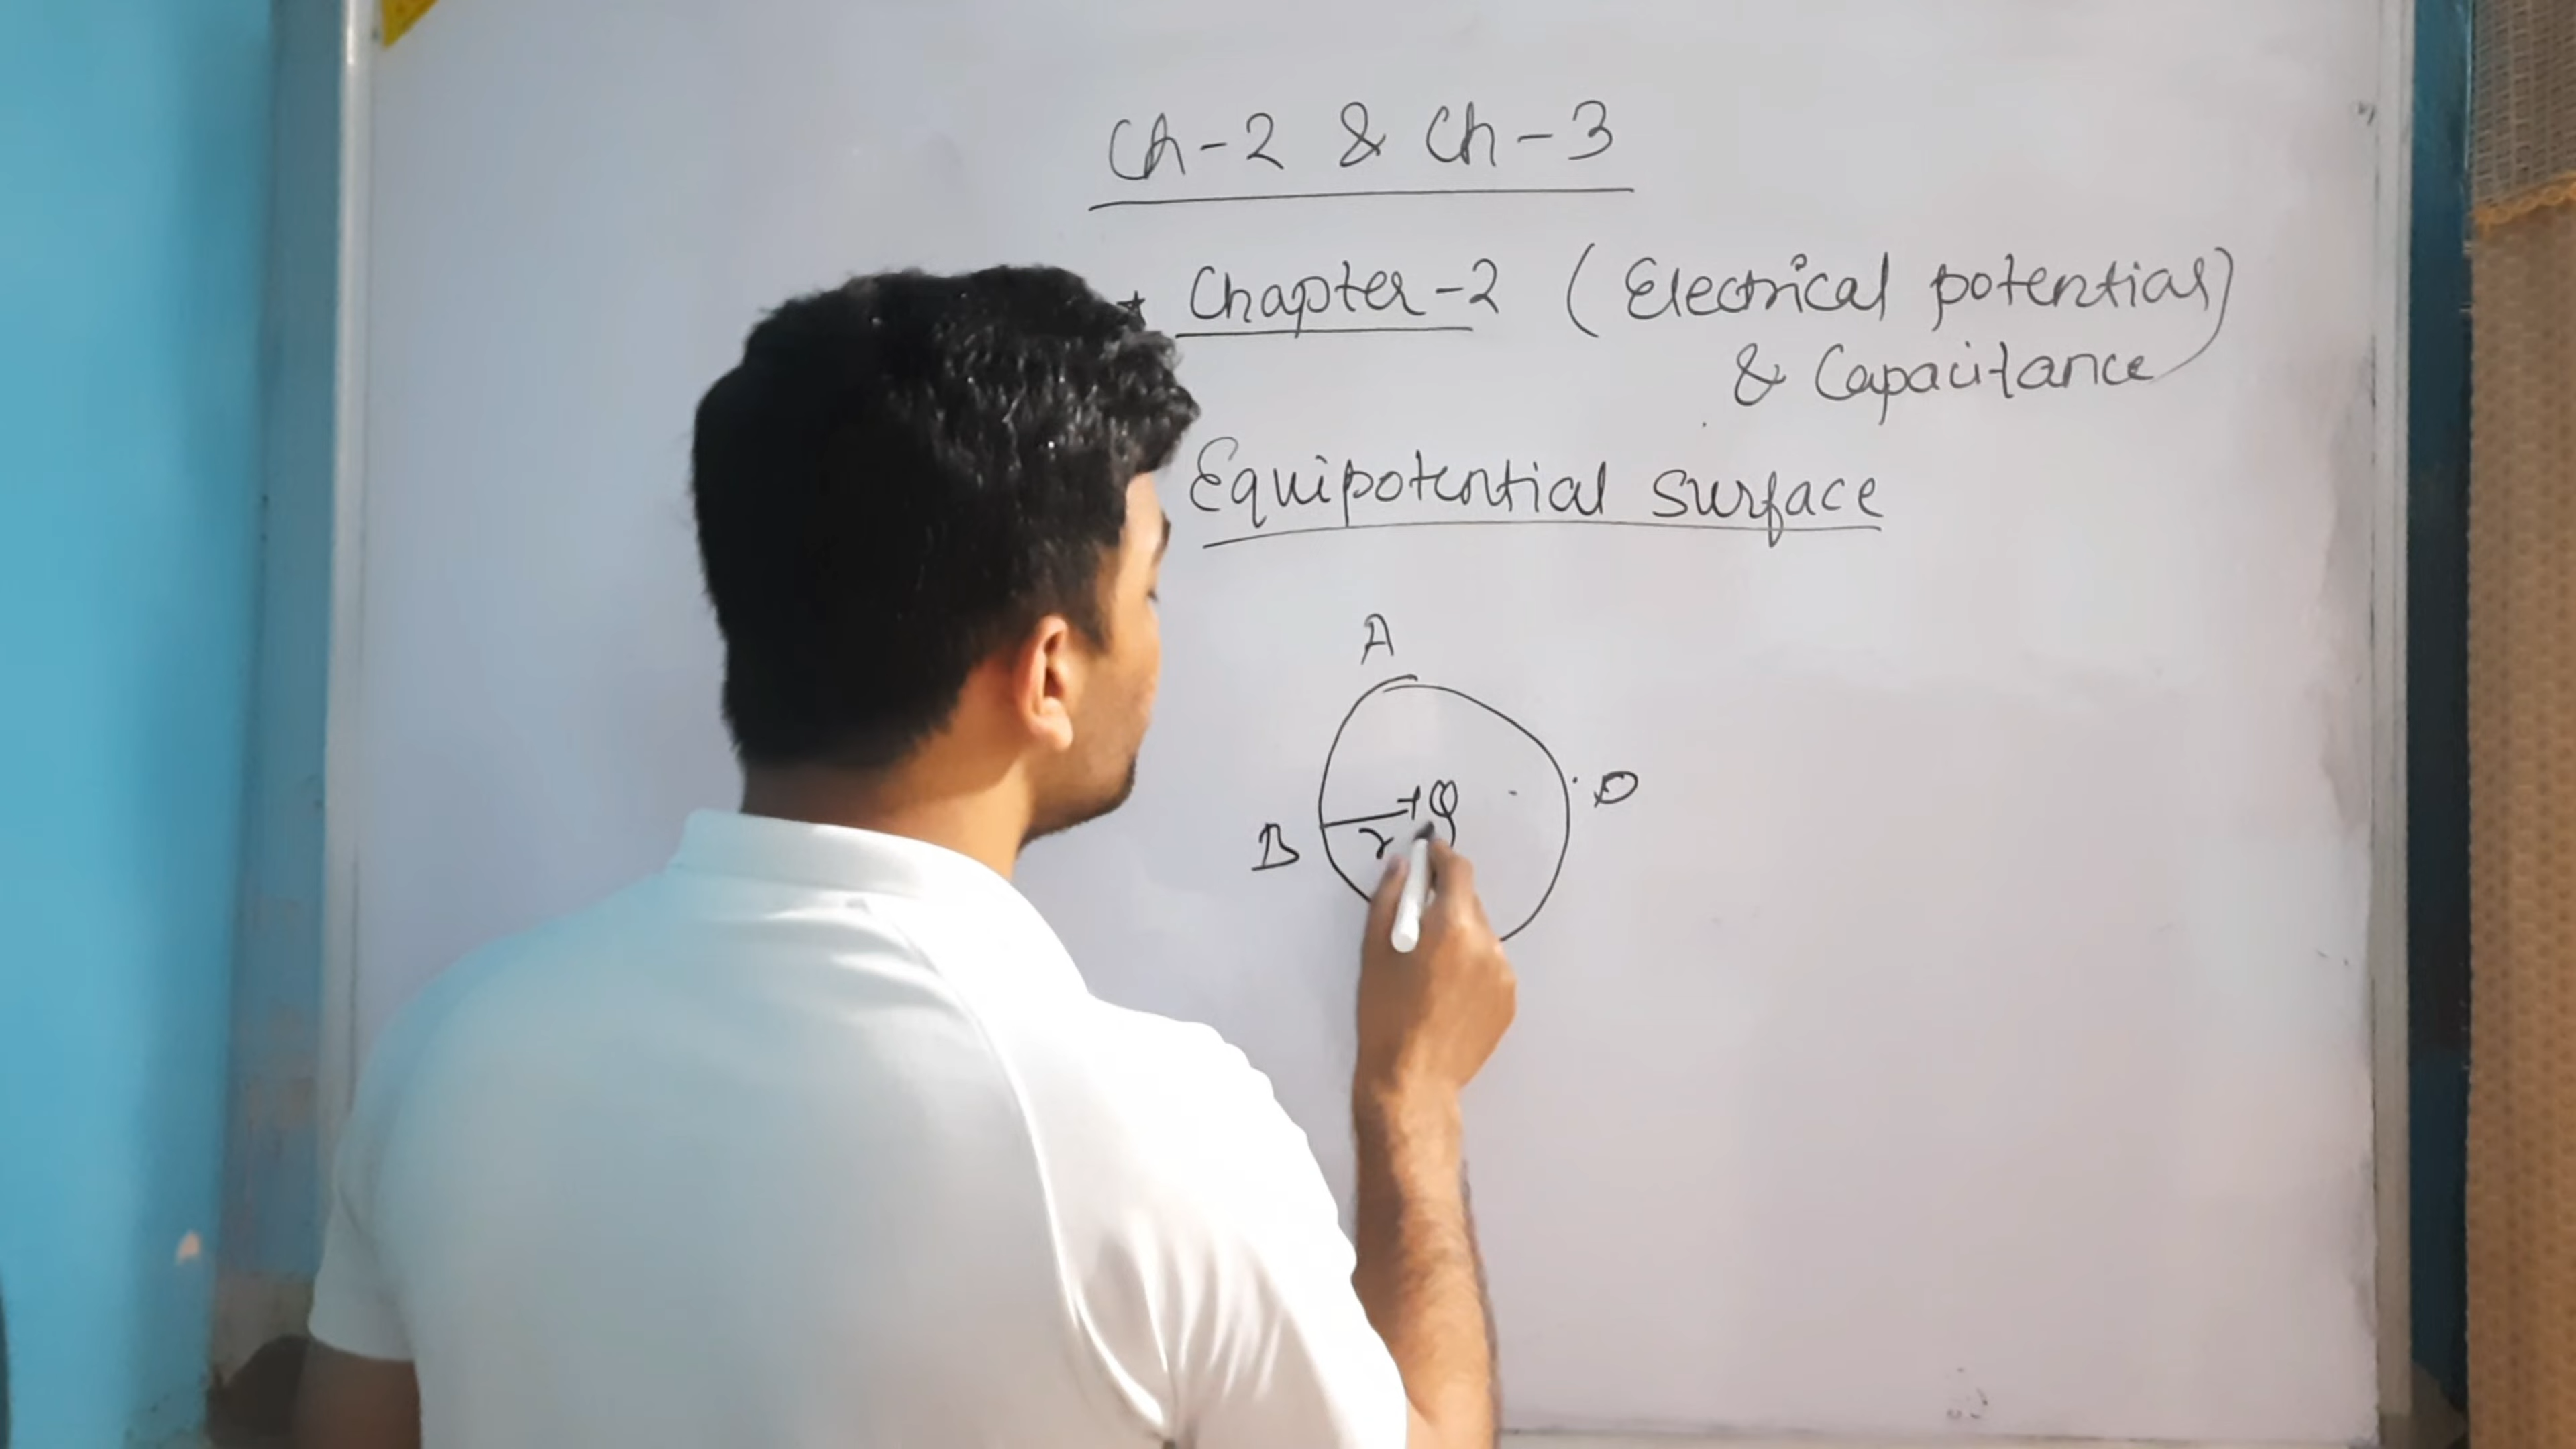 Ch-2 & Ch-3
★ Chapter-2 (Electrical potential)
& Capacitance
Equipotential surface
A
+Q
D
B
r